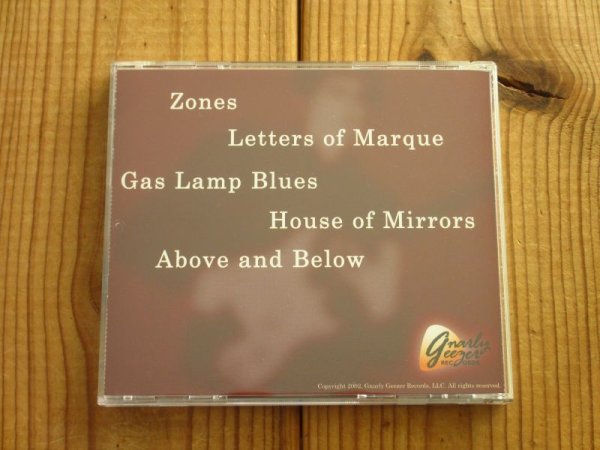 Zones
Letters of Marque
Gas Lamp Blues
House of Mirrors
Above and Below
Gnarly
Geezer
RECORDS
Copyright 2002, Gnarly Geezer Records, LLC. All rights reserved.